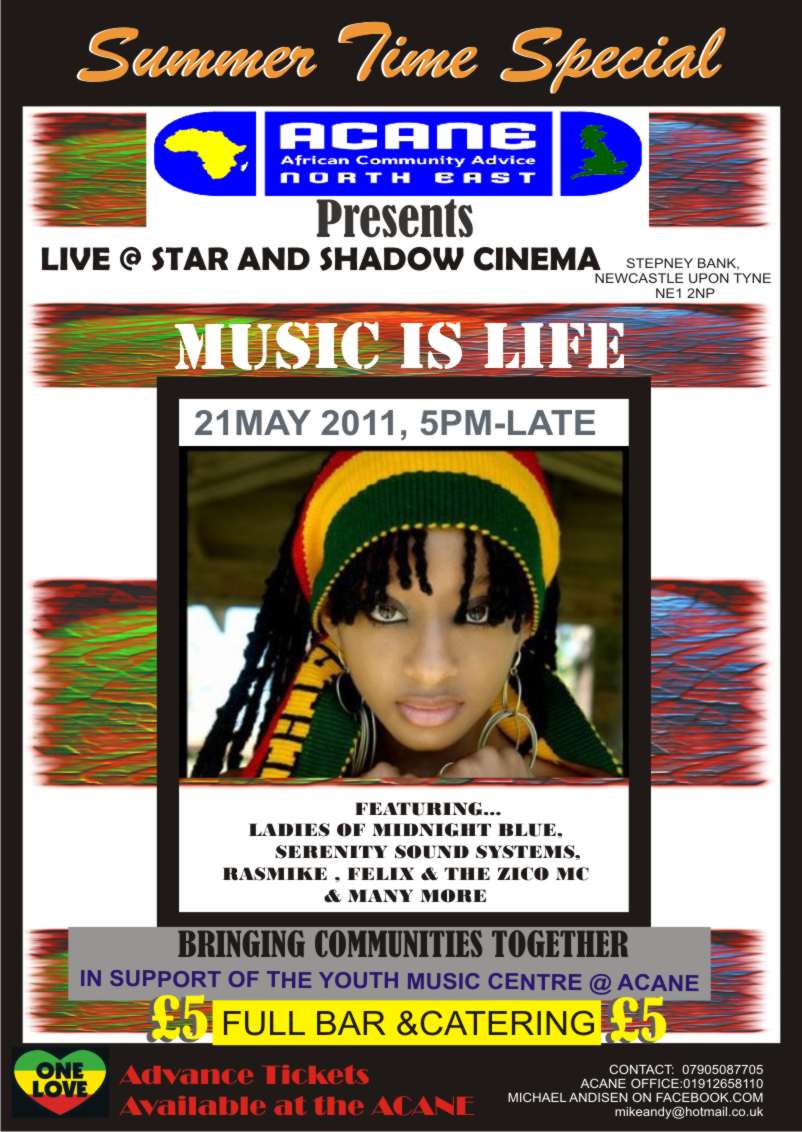 Summer Time Special
ACANE
African Community Advice
NORTH EAST
Presents
LIVE @ STAR AND SHADOW CINEMA
STEPNEY BANK,
NEWCASTLE UPON TYNE
NE1 2NP
MUSIC IS LIFE
21MAY 2011, 5PM-LATE
FEATURING...
LADIES OF MIDNIGHT BLUE,
SERENITY SOUND SYSTEMS,
RASMIKE , FELIX & THE ZICO MC
& MANY MORE
BRINGING COMMUNITIES TOGETHER
IN SUPPORT OF THE YOUTH MUSIC CENTRE @ ACANE
£5 FULL BAR &CATERING £5
ONE
LOVE
Advance Tickets
Available at the ACANE
CONTACT: 07905087705
ACANE OFFICE:01912658110
MICHAEL ANDISEN ON FACEBOOK.COM
mikeandy@hotmail.co.uk